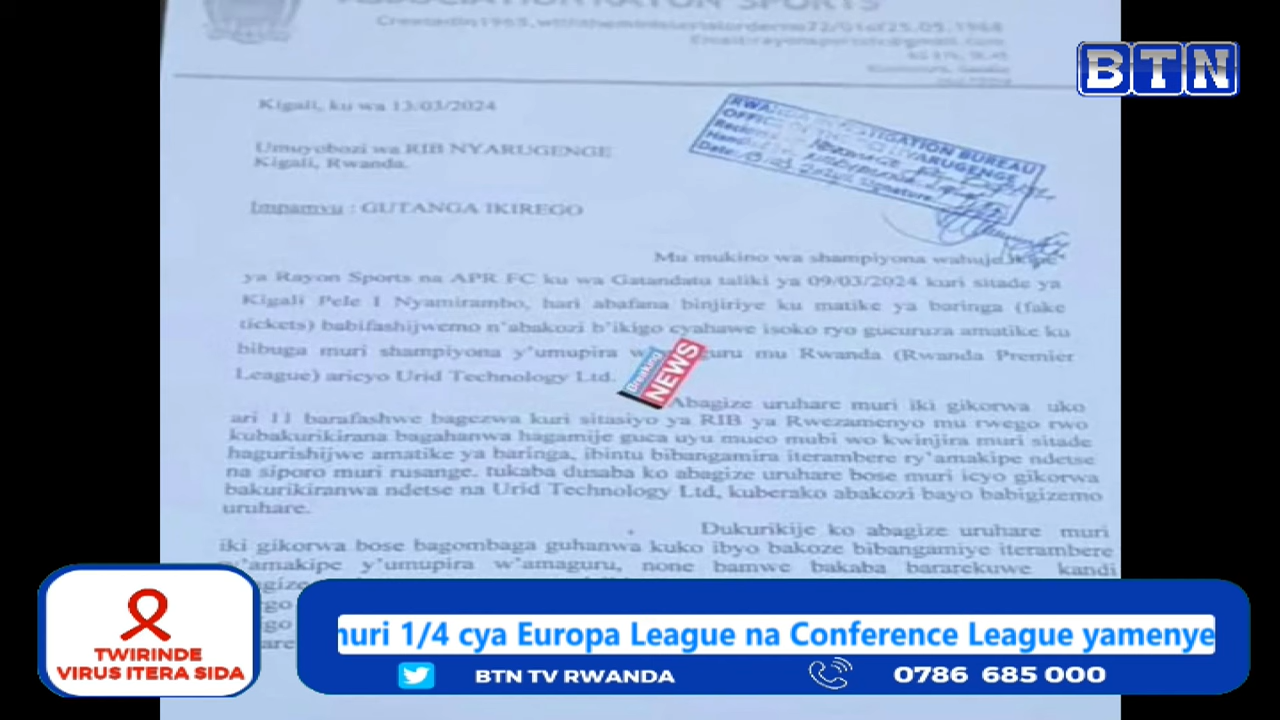 ASSOCIATION RAYON SPORTS
Kigali, ku wa 13/03/2024
BTN
RWANDA INVESTIGATION BUREAU
Umuyobozi wa RIB NYARUGENGE
Kigali, Rwanda.
Impamvu : GUTANGA IKIREGO
Mu mukino wa shampiyona wahuje ikipe
ya Rayon Sports na APR FC ku wa Gatandatu taliki ya 09/03/2024 kuri sitade ya
Kigali Pele I Nyamirambo, hari abafana binjiriye ku matike ya baringa (fake
tickets) babifashijwemo n'abakozi b'ikigo cyahawe isoko ryo gucuruza amatike ku
bibuga muri shampiyona y'umupira mu Rwanda (Rwanda Premier
League) aricyo Urid Technology Ltd.
Breaking
NEWS
Abagize uruhare muri iki gikorwa uko
ari 11 barafashwe bagezwa kuri sitasiyo ya RIB ya Rwezamenyo mu rwego rwo
kubakurikirana bagahanwa hagamije guca uyu muco mubi wo kwinjira muri sitade
hagurishijwe amatike ya baringa, ibintu bibangamira iterambere ry'amakipe ndetse
na siporo muri rusange. tukaba dusaba ko abagize uruhare bose muri icyo gikorwa
bakurikiranwa ndetse na Urid Technology Ltd, kuberako abakozi bayo babigizemo
uruhare.
Dukurikije ko abagize uruhare muri
iki gikorwa bose bagombaga guhanwa kuko ibyo bakoze bibangamiye iterambere
y'amakipe y'umupira w'amaguru, none bamwe bakaba bararekuwe kandi
TWIRINDE
VIRUS ITERA SIDA
muri 1/4 cya Europa League na Conference League yamenye
BTN TV RWANDA
0786 685 000